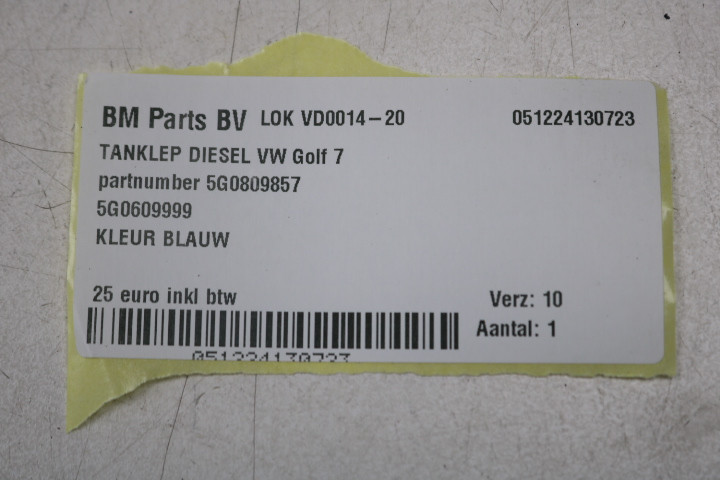 BM Parts BV LOK VD0014-20 051224130723
TANKLEP DIESEL VW Golf 7
partnumber 5G0809857
5G0609999
KLEUR BLAUW
25 euro inkl btw Verz: 10
Aantal: 1
051224130723